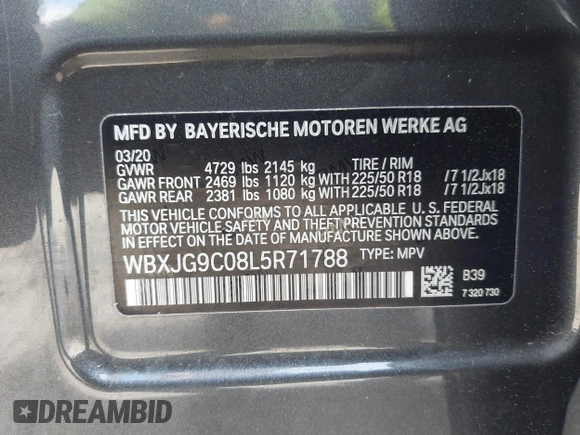 MFD BY BAYERISCHE MOTOREN WERKE AG
03/20
GVWR 4729 lbs 2145 kg TIRE / RIM
GAWR FRONT 2469 lbs 1120 kg WITH 225/50 R18 /7 1/2Jx18
GAWR REAR 2381 lbs 1080 kg WITH 225/50 R18 /7 1/2Jx18
THIS VEHICLE CONFORMS TO ALL APPLICABLE U. S. FEDERAL
MOTOR VEHICLE SAFETY AND THEFT PREVENTION STANDARDS
IN EFFECT ON THE DATE OF MANUFACTURE SHOWN ABOVE.
WBXJG9C08L5R71788 TYPE: MPV
B39
7 320 730
DREAMBID